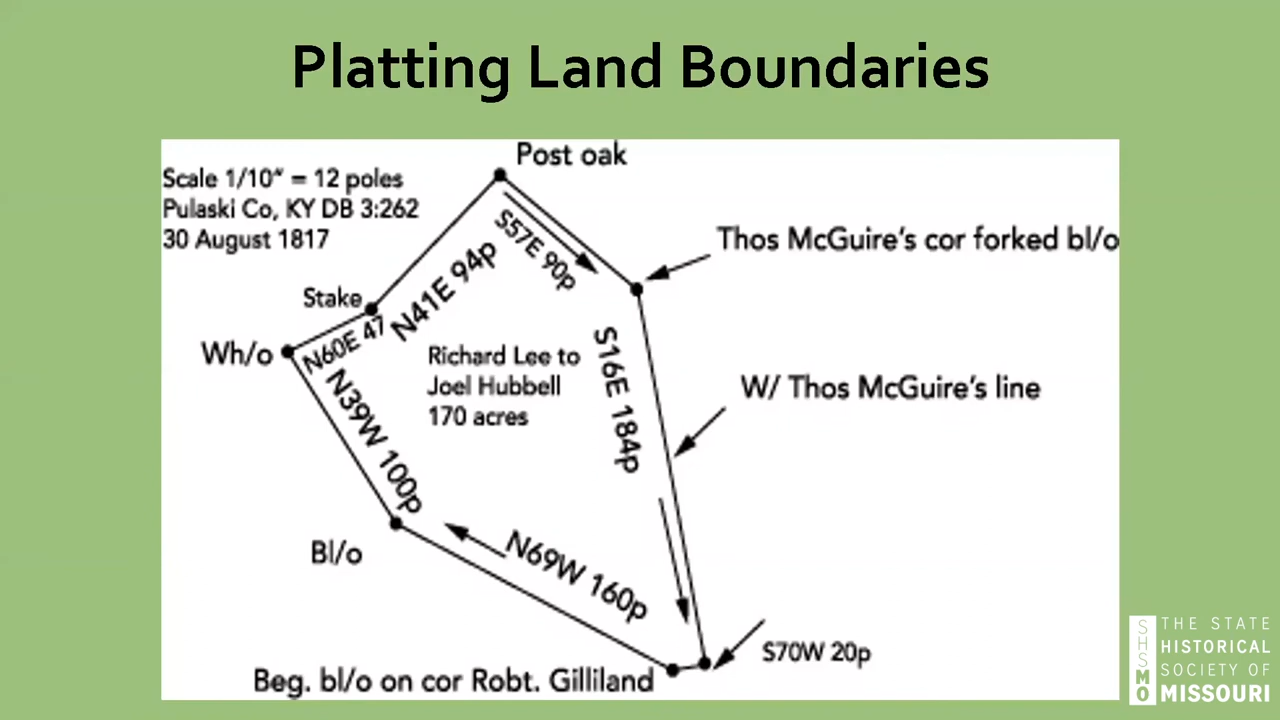 Platting Land Boundaries
Scale 1/10" = 12 poles
Pulaski Co, KY DB 3:262
30 August 1817
Post oak
S57E 90p
Thos McGuire's cor forked bl/o
Stake
N41E 94p
Wh/o
N60E 47
Richard Lee to
Joel Hubbell
170 acres
S16E 184p
W/ Thos McGuire's line
N39W 100p
Bl/o
N69W 160p
S70W 20p
Beg. bl/o on cor Robt. Gilliland
SHSMO
THE STATE
HISTORICAL
SOCIETY OF
MISSOURI